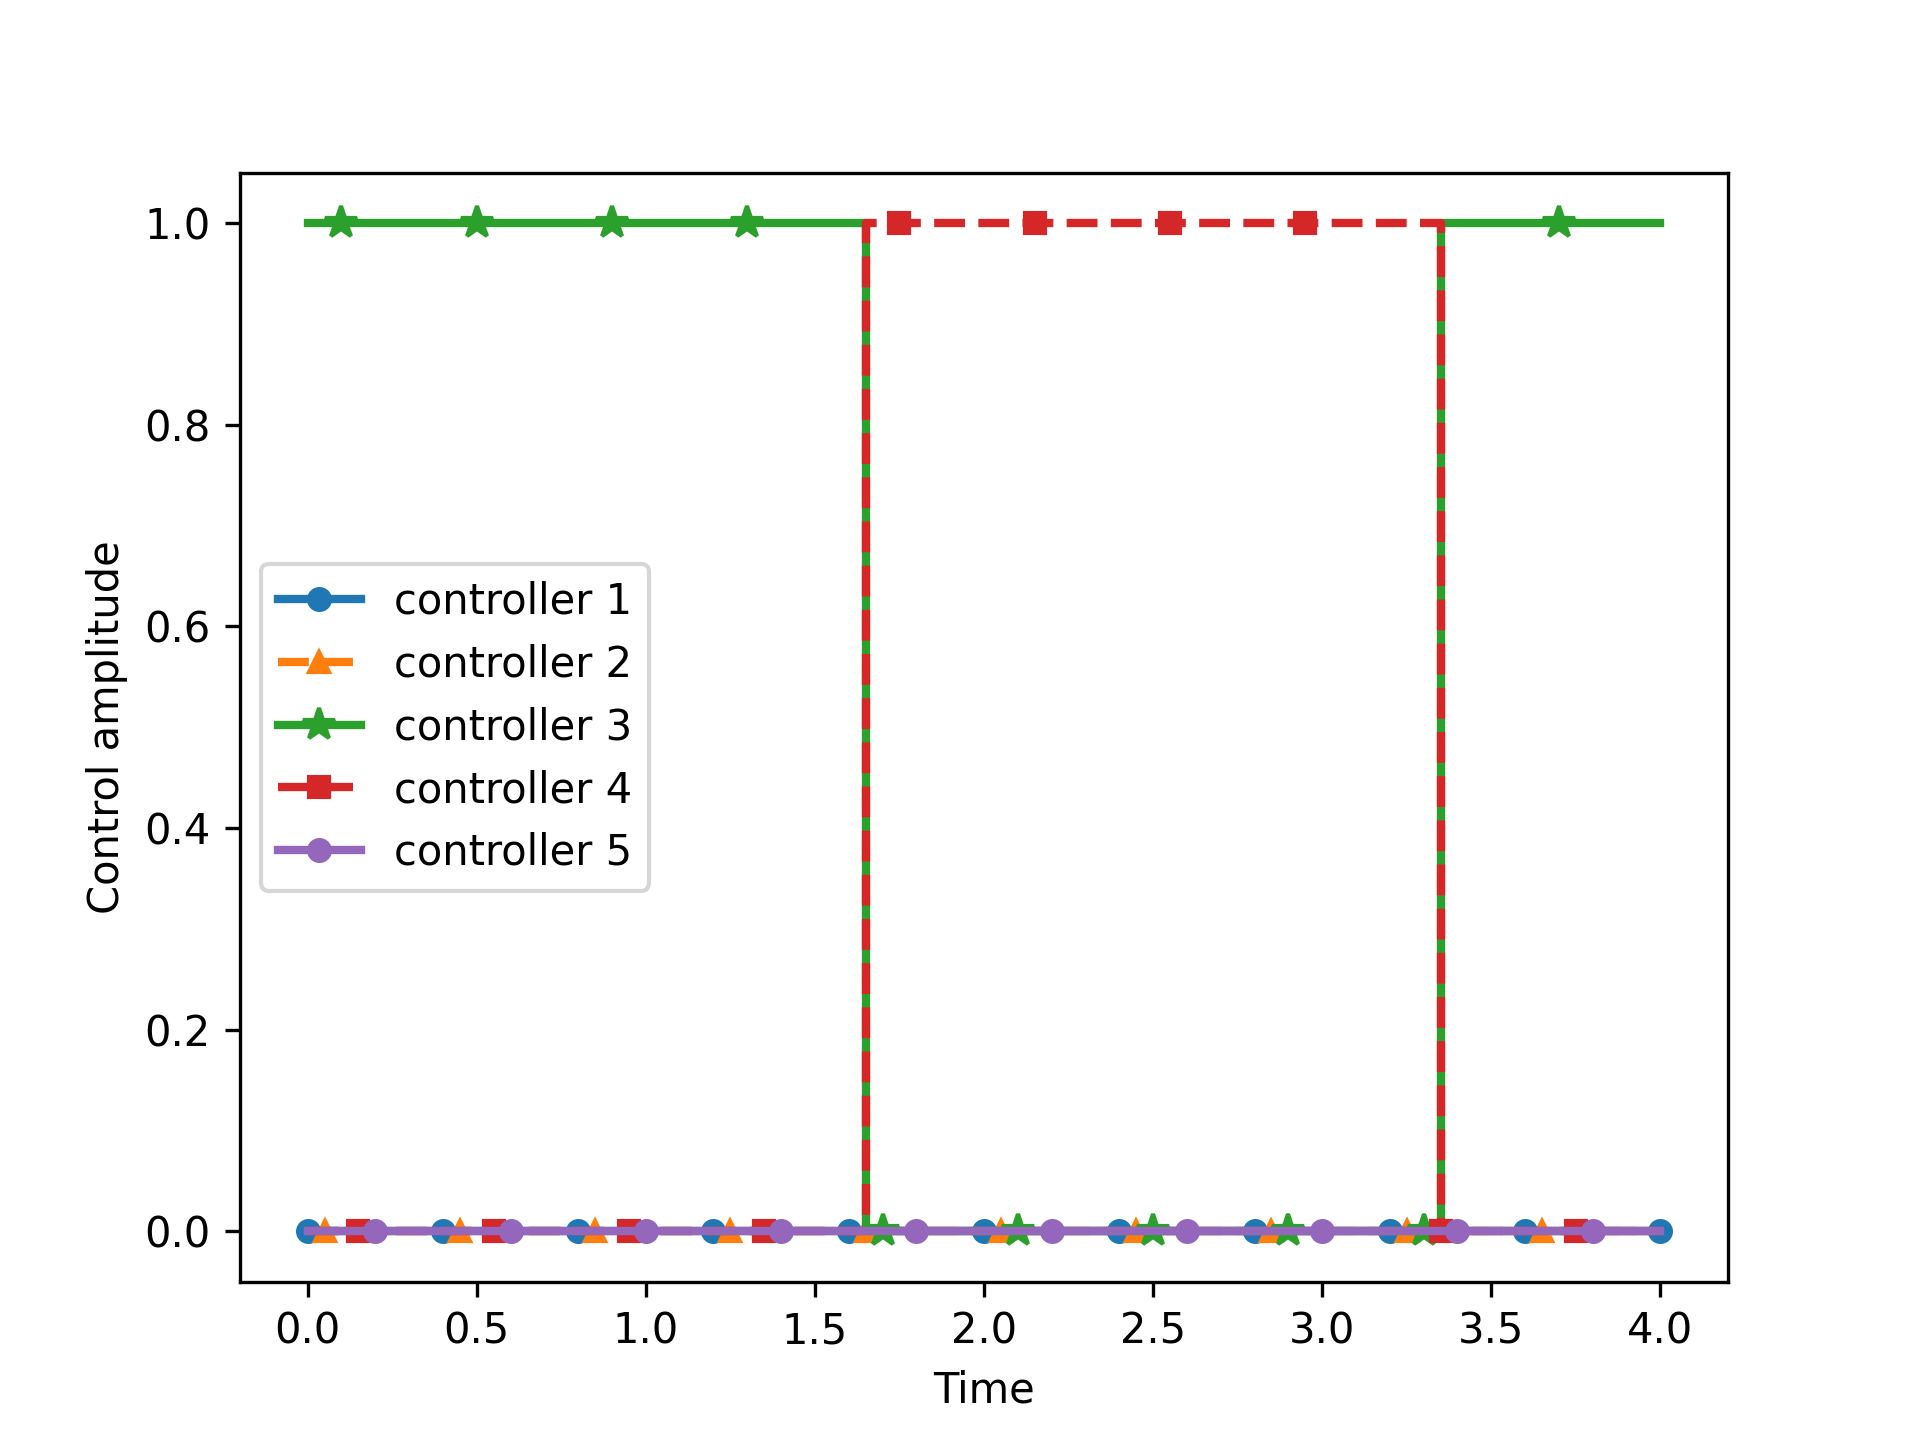 1.0
0.8
0.6
0.4
0.2
0.0
Control amplitude
controller 1
controller 2
controller 3
controller 4
controller 5
0.0 0.5 1.0 1.5 2.0 2.5 3.0 3.5 4.0
Time